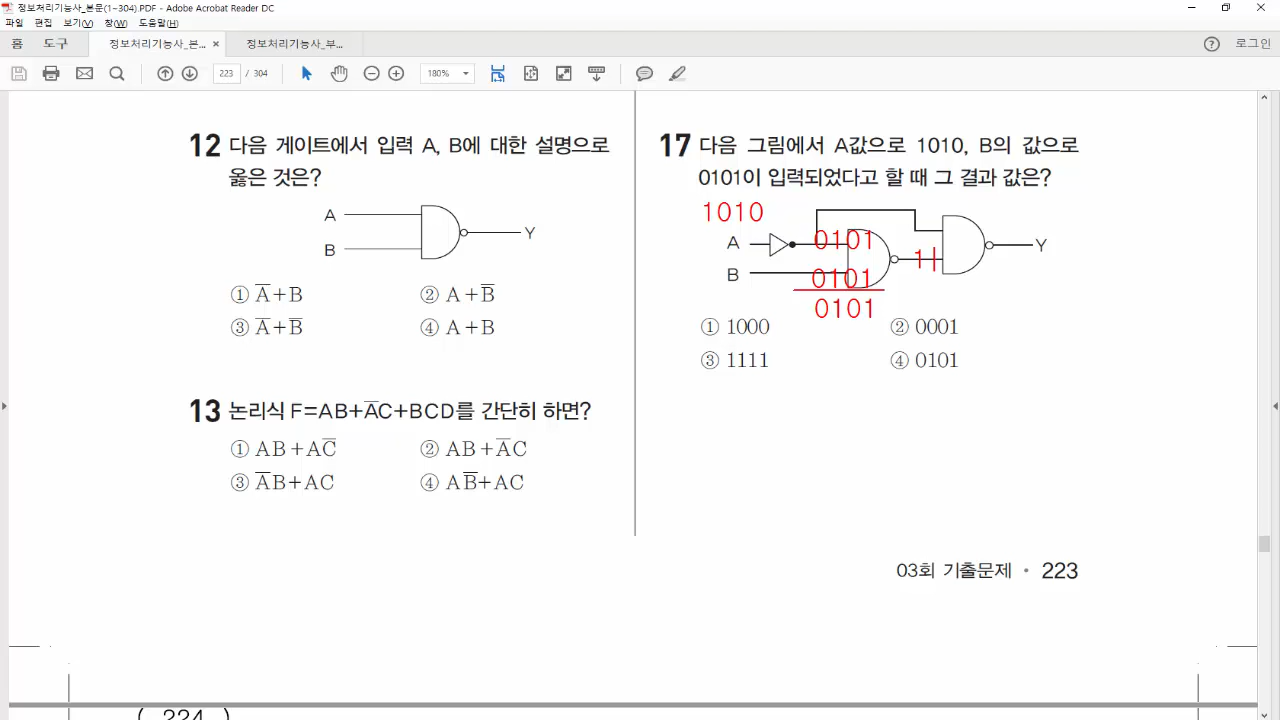 정보처리기능사_본문(1~304).PDF - Adobe Acrobat Reader DC
파일 편집 보기(V) 창(W) 도움말(H)
홈 도구 정보처리기능사_본... × 정보처리기능사_부... 로그인
223 / 304 180%
12 다음 게이트에서 입력 A, B에 대한 설명으로
옳은 것은?
A
B
Y
① A̅+B ② A+B̅
③ A̅+B̅ ④ A+B
13 논리식 F=AB+A̅C+BCD를 간단히 하면?
① AB+AC̅ ② AB+A̅C
③ A̅B+AC ④ AB̅+AC
17 다음 그림에서 A값으로 1010, B의 값으로
0101이 입력되었다고 할 때 그 결과 값은?
1010
A 0101
B 0101
11
Y
0101
① 1000 ② 0001
③ 1111 ④ 0101
03회 기출문제 • 223
( 224 )